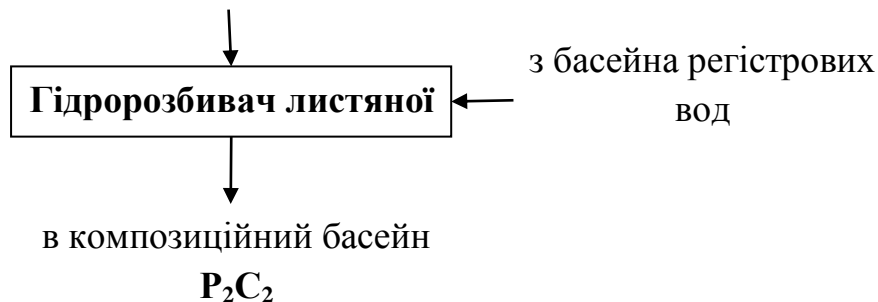 з басейна регістрових
вод
Гідророзбивач листяної
в композиційний басейн
P₂C₂